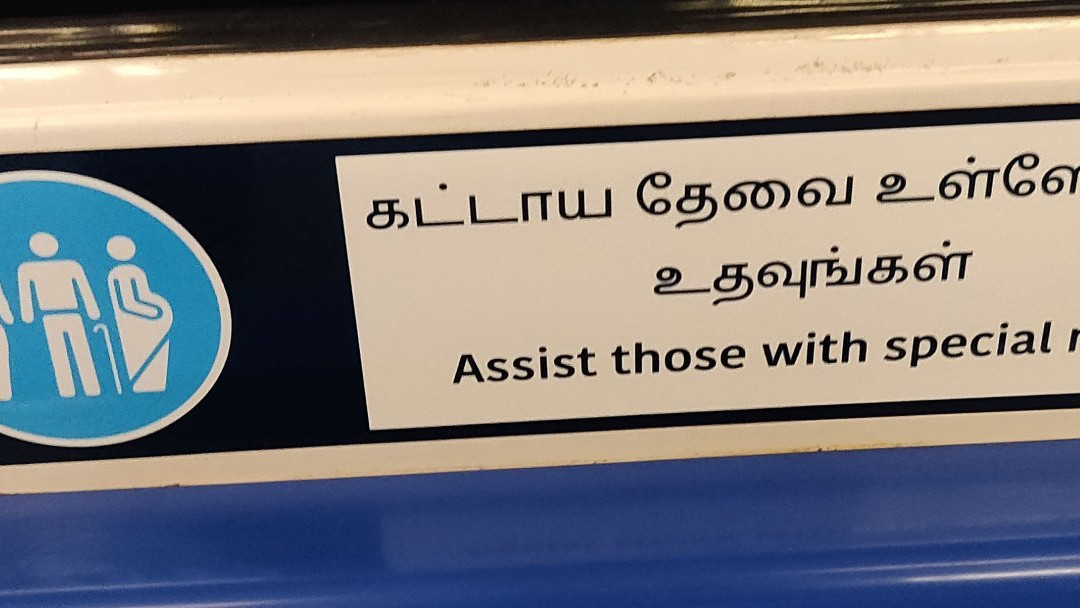 கட்டாய தேவை
உதவுங்கள்
Assist those with special